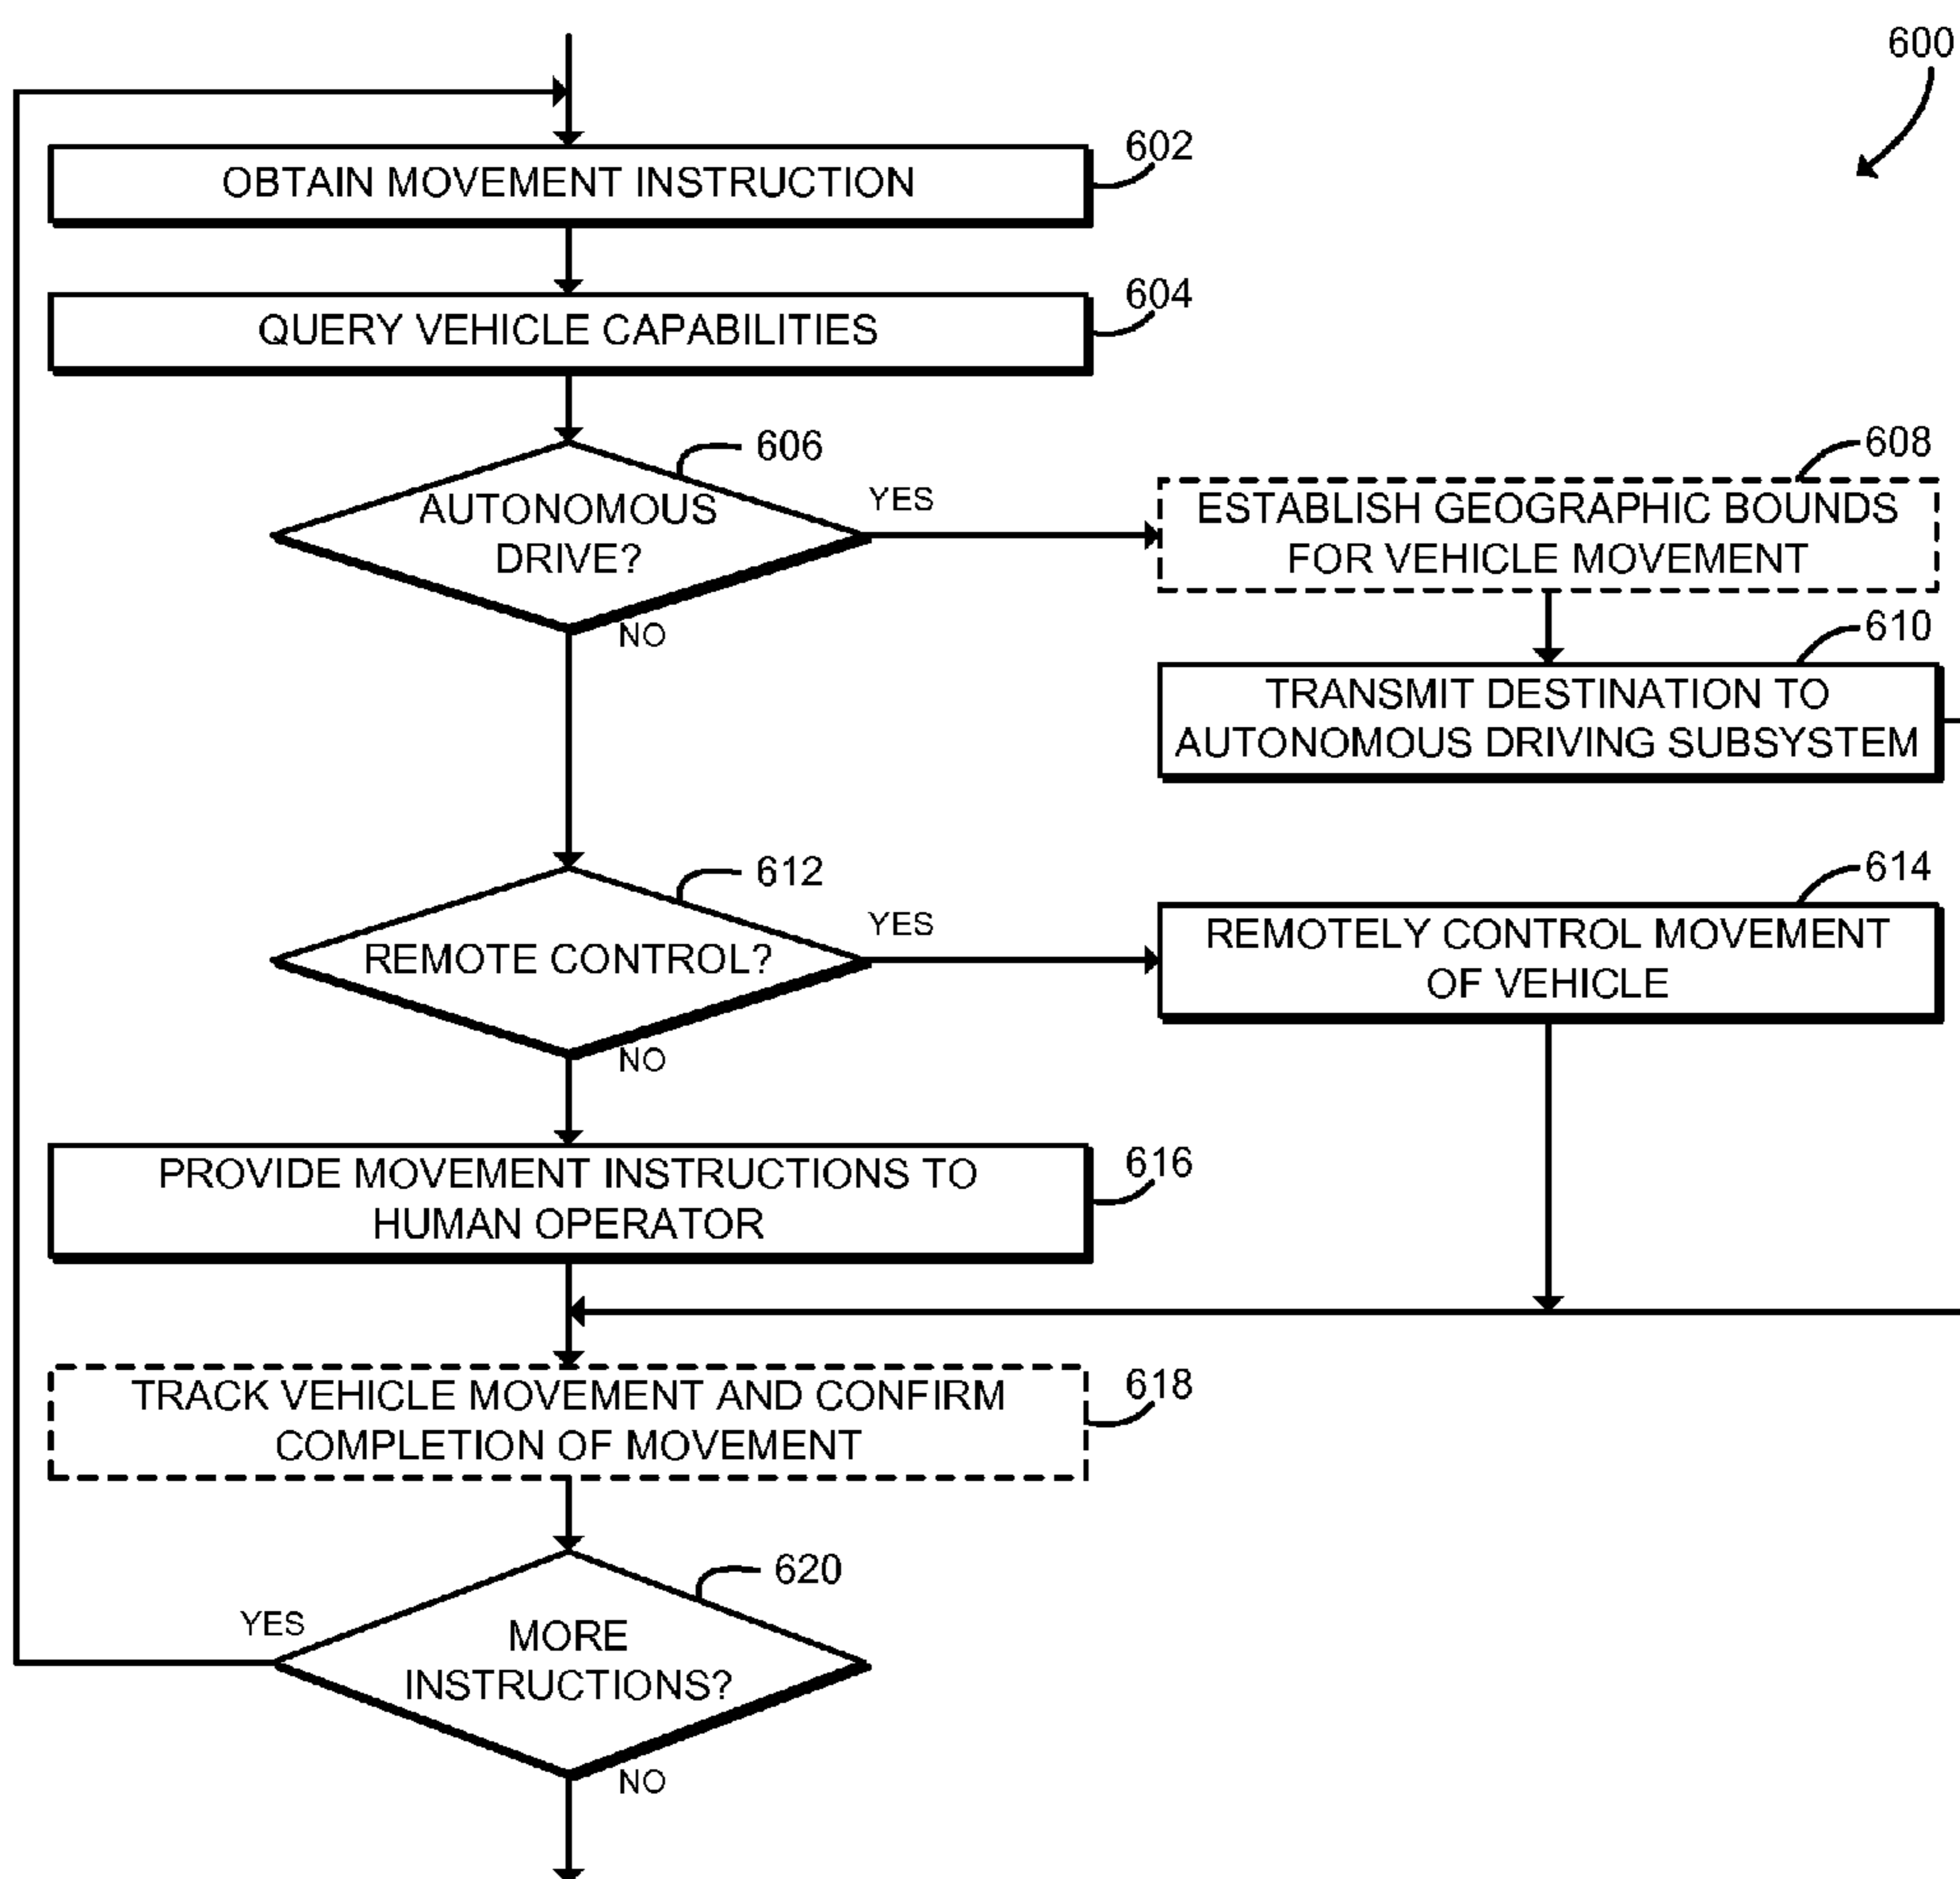 600
OBTAIN MOVEMENT INSTRUCTION
602
QUERY VEHICLE CAPABILITIES
604
606
AUTONOMOUS
DRIVE?
YES
NO
608
ESTABLISH GEOGRAPHIC BOUNDS
FOR VEHICLE MOVEMENT
610
TRANSMIT DESTINATION TO
AUTONOMOUS DRIVING SUBSYSTEM
612
REMOTE CONTROL?
YES
NO
614
REMOTELY CONTROL MOVEMENT
OF VEHICLE
PROVIDE MOVEMENT INSTRUCTIONS TO
HUMAN OPERATOR
616
TRACK VEHICLE MOVEMENT AND CONFIRM
COMPLETION OF MOVEMENT
618
620
YES
MORE
INSTRUCTIONS?
NO